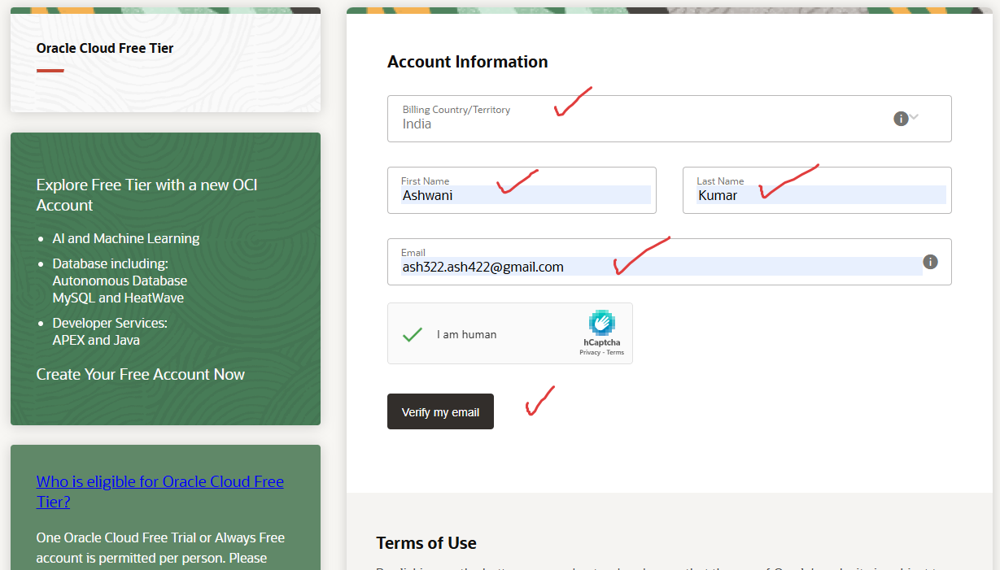 Oracle Cloud Free Tier
Explore Free Tier with a new OCI
Account
AI and Machine Learning
Database including:
Autonomous Database
MySQL and HeatWave
Developer Services:
APEX and Java
Create Your Free Account Now
Who is eligible for Oracle Cloud Free
Tier?
One Oracle Cloud Free Trial or Always Free
account is permitted per person. Please
Account Information
Billing Country/Territory
India
First Name
Ashwani
Last Name
Kumar
Email
ash322.ash422@gmail.com
I am human
hCaptcha
Privacy - Terms
Verify my email
Terms of Use